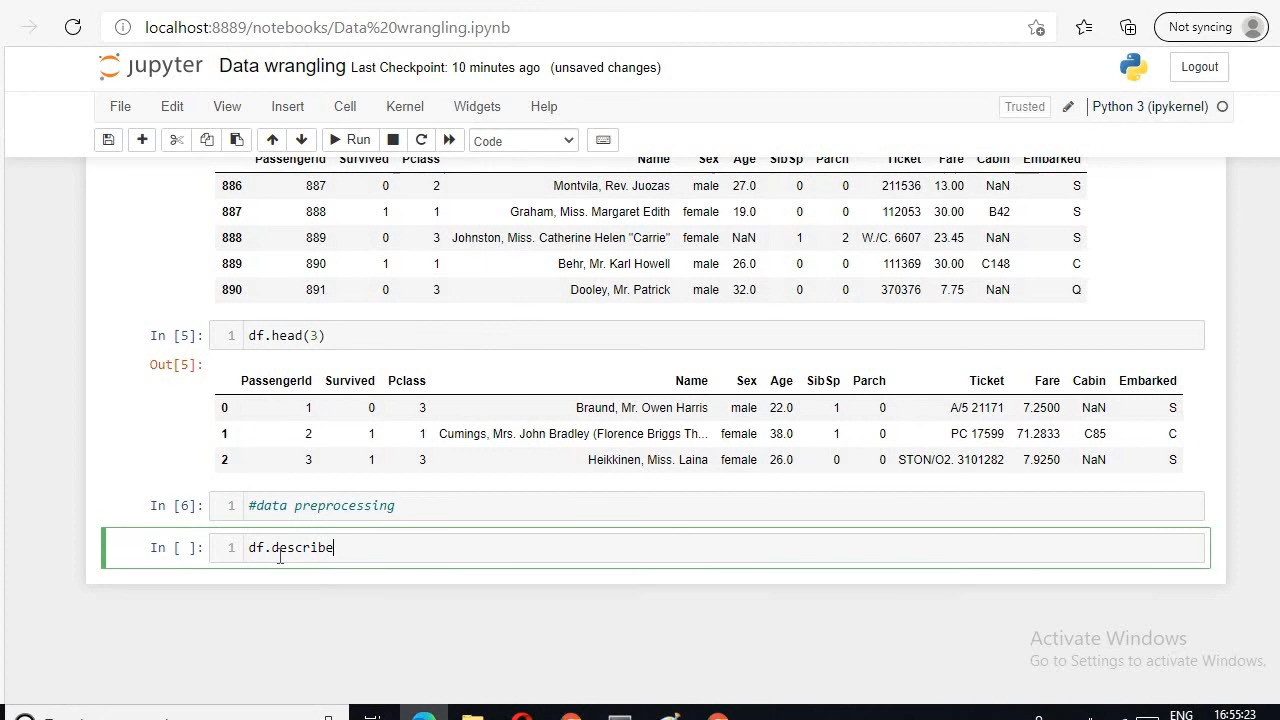 localhost:8889/notebooks/Data%20wrangling.ipynb
Not syncing
jupyter Data wrangling Last Checkpoint: 10 minutes ago (unsaved changes)
Logout
File Edit View Insert Cell Kernel Widgets Help
Trusted Python 3 (ipykernel)
Run Code
PassengerId Survived Pclass Name Sex Age SibSp Parch Ticket Fare Cabin Embarked
886 887 0 2 Montvila, Rev. Juozas male 27.0 0 0 211536 13.00 NaN S
887 888 1 1 Graham, Miss. Margaret Edith female 19.0 0 0 112053 30.00 B42 S
888 889 0 3 Johnston, Miss. Catherine Helen "Carrie" female NaN 1 2 W./C. 6607 23.45 NaN S
889 890 1 1 Behr, Mr. Karl Howell male 26.0 0 0 111369 30.00 C148 C
890 891 0 3 Dooley, Mr. Patrick male 32.0 0 0 370376 7.75 NaN Q
In [5]: 1 df.head(3)
Out[5]:
PassengerId Survived Pclass Name Sex Age SibSp Parch Ticket Fare Cabin Embarked
0 1 0 3 Braund, Mr. Owen Harris male 22.0 1 0 A/5 21171 7.2500 NaN S
1 2 1 1 Cumings, Mrs. John Bradley (Florence Briggs Th... female 38.0 1 0 PC 17599 71.2833 C85 C
2 3 1 3 Heikkinen, Miss. Laina female 26.0 0 0 STON/O2. 3101282 7.9250 NaN S
In [6]: 1 #data preprocessing
In [ ]: 1 df.describe
Activate Windows
Go to Settings to activate Windows.
ENG 16:55:23